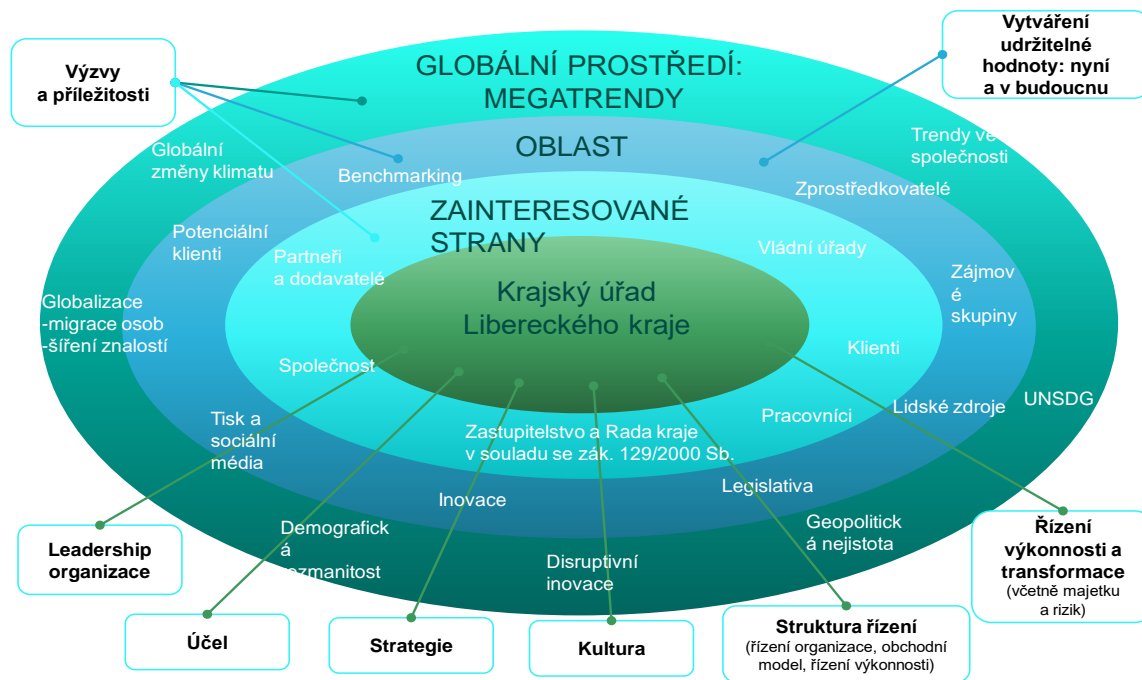 Výzvy
a příležitosti
Vytváření
udržitelné
hodnoty: nyní
a v budoucnu
GLOBÁLNÍ PROSTŘEDÍ:
MEGATRENDY
OBLAST
ZAINTERESOVANÉ
STRANY
Krajský úřad
Libereckého kraje
Globální
změny klimatu
Benchmarking
Trendy ve
společnosti
Zprostředkovatelé
Potenciální
klienti
Partneři
a dodavatelé
Vládní úřady
Zájmov
é
skupiny
Globalizace
-migrace osob
-šíření znalostí
Společnost
Klienti
Tisk a
sociální
média
Zastupitelstvo a Rada kraje
v souladu se zák. 129/2000 Sb.
Pracovníci
Lidské zdroje
UNSDG
Inovace
Legislativa
Demografick
á
ozmanitost
Disruptivní
inovace
Geopolitick
á nejistota
Leadership
organizace
Účel
Strategie
Kultura
Struktura řízení
(řízení organizace, obchodní
model, řízení výkonnosti)
Řízení
výkonnosti a
transformace
(včetně majetku
a rizik)